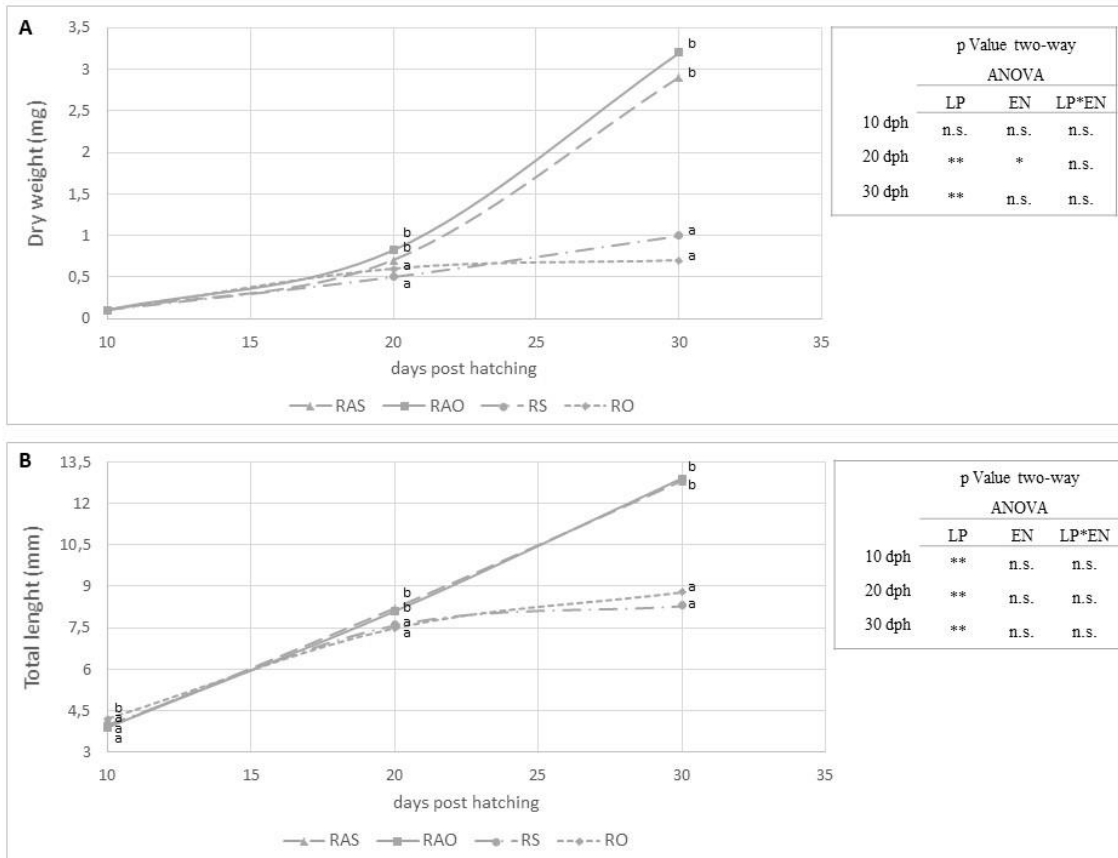 A
3,5
3
2,5
2
1,5
1
0,5
0
Dry weight (mg)
b
b
b
b
a
a
a
a
10 15 20 25 30 35
days post hatching
RAS RAO RS RO
p Value two-way
ANOVA
LP EN LP*EN
10 dph n.s. n.s. n.s.
20 dph ** * n.s.
30 dph ** n.s. n.s.
B
13,5
12
10,5
9
7,5
6
4,5
3
Total lenght (mm)
b
a
a
a
b
b
a
a
b
b
a
a
10 15 20 25 30 35
days post hatching
RAS RAO RS RO
p Value two-way
ANOVA
LP EN LP*EN
10 dph ** n.s. n.s.
20 dph ** n.s. n.s.
30 dph ** n.s. n.s.